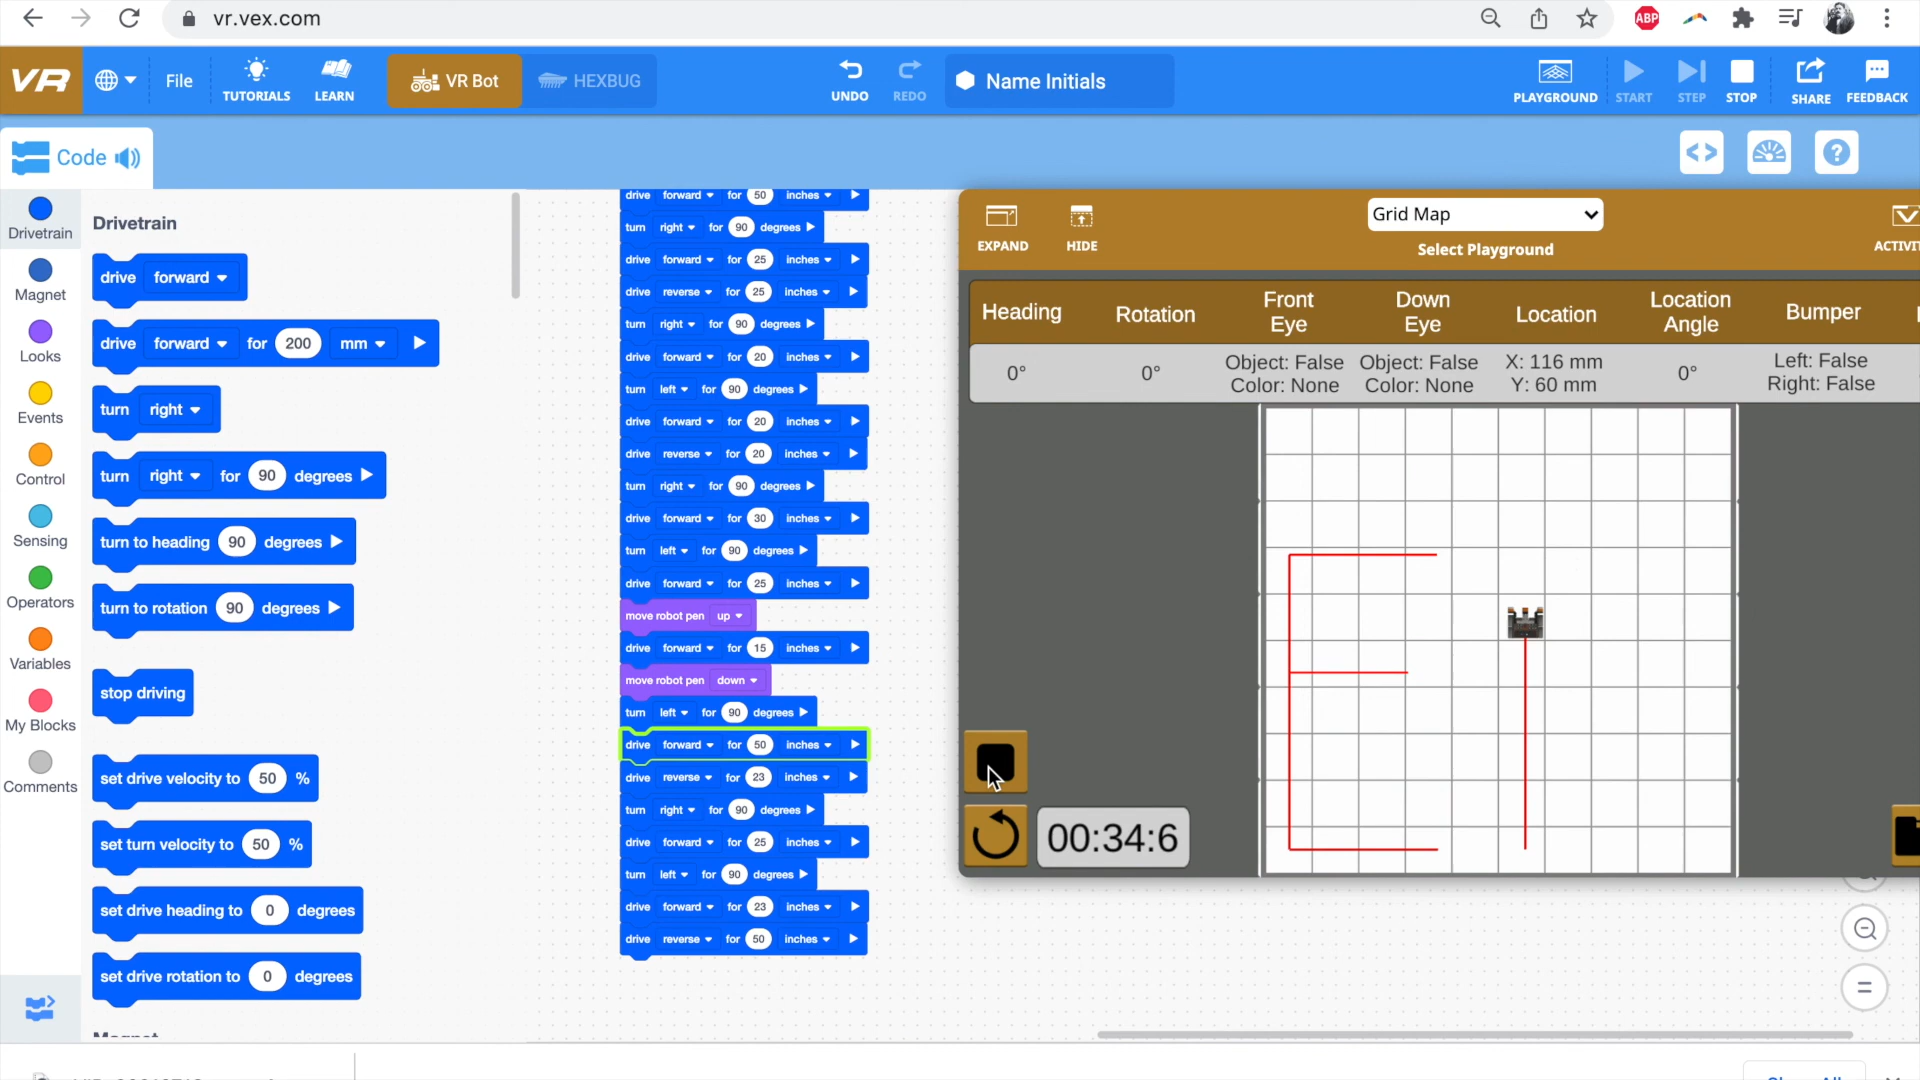 vr.vex.com
ABP
VR
File
TUTORIALS
LEARN
VR Bot
HEXBUG
UNDO
REDO
Name Initials
PLAYGROUND
START
STEP
STOP
SHARE
FEEDBACK
Code
Drivetrain
Magnet
Looks
Events
Control
Sensing
Operators
Variables
My Blocks
Comments
Drivetrain
drive forward
drive forward for 200 mm
turn right
turn right for 90 degrees
turn to heading 90 degrees
turn to rotation 90 degrees
stop driving
set drive velocity to 50 %
set turn velocity to 50 %
set drive heading to 0 degrees
set drive rotation to 0 degrees
drive forward for 50 inches
turn right for 90 degrees
drive forward for 25 inches
drive reverse for 25 inches
turn right for 90 degrees
drive forward for 20 inches
turn left for 90 degrees
drive forward for 20 inches
drive reverse for 20 inches
turn right for 90 degrees
drive forward for 30 inches
turn left for 90 degrees
drive forward for 25 inches
move robot pen up
drive forward for 15 inches
move robot pen down
turn left for 90 degrees
drive forward for 50 inches
drive reverse for 23 inches
turn right for 90 degrees
drive forward for 25 inches
turn left for 90 degrees
drive forward for 23 inches
drive reverse for 50 inches
EXPAND
HIDE
Grid Map
Select Playground
ACTIVIT
Heading
Rotation
Front
Eye
Down
Eye
Location
Location
Angle
Bumper
0°
0°
Object: False
Color: None
Object: False
Color: None
X: 116 mm
Y: 60 mm
0°
Left: False
Right: False
00:34:6